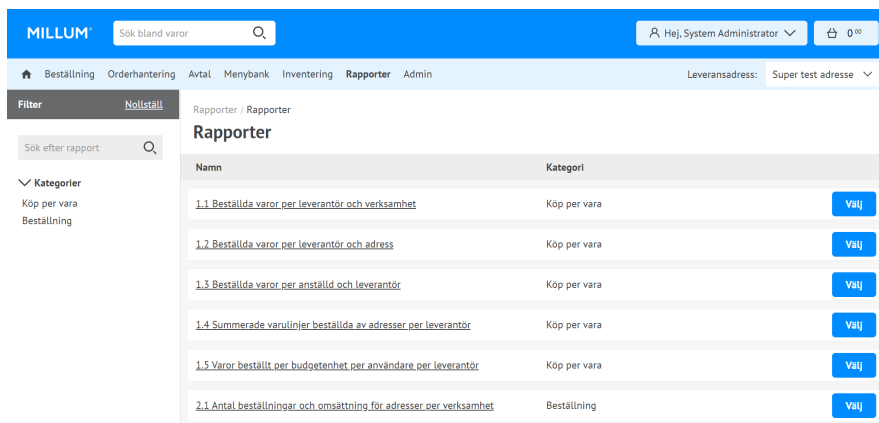 MILLUM®
Sök bland varor
Hej, System Administrator
0 00
Beställning Orderhantering Avtal Menybank Inventering Rapporter Admin
Leveransadress: Super test adresse
Filter Nollställ
Sök efter rapport
Kategorier
Köp per vara
Beställning
Rapporter / Rapporter
Rapporter
Namn Kategori
1.1 Beställda varor per leverantör och verksamhet Köp per vara Välj
1.2 Beställda varor per leverantör och adress Köp per vara Välj
1.3 Beställda varor per anställd och leverantör Köp per vara Välj
1.4 Summerade varulinjer beställda av adresser per leverantör Köp per vara Välj
1.5 Varor beställt per budgetenhet per användare per leverantör Köp per vara Välj
2.1 Antal beställningar och omsättning för adresser per verksamhet Beställning Välj